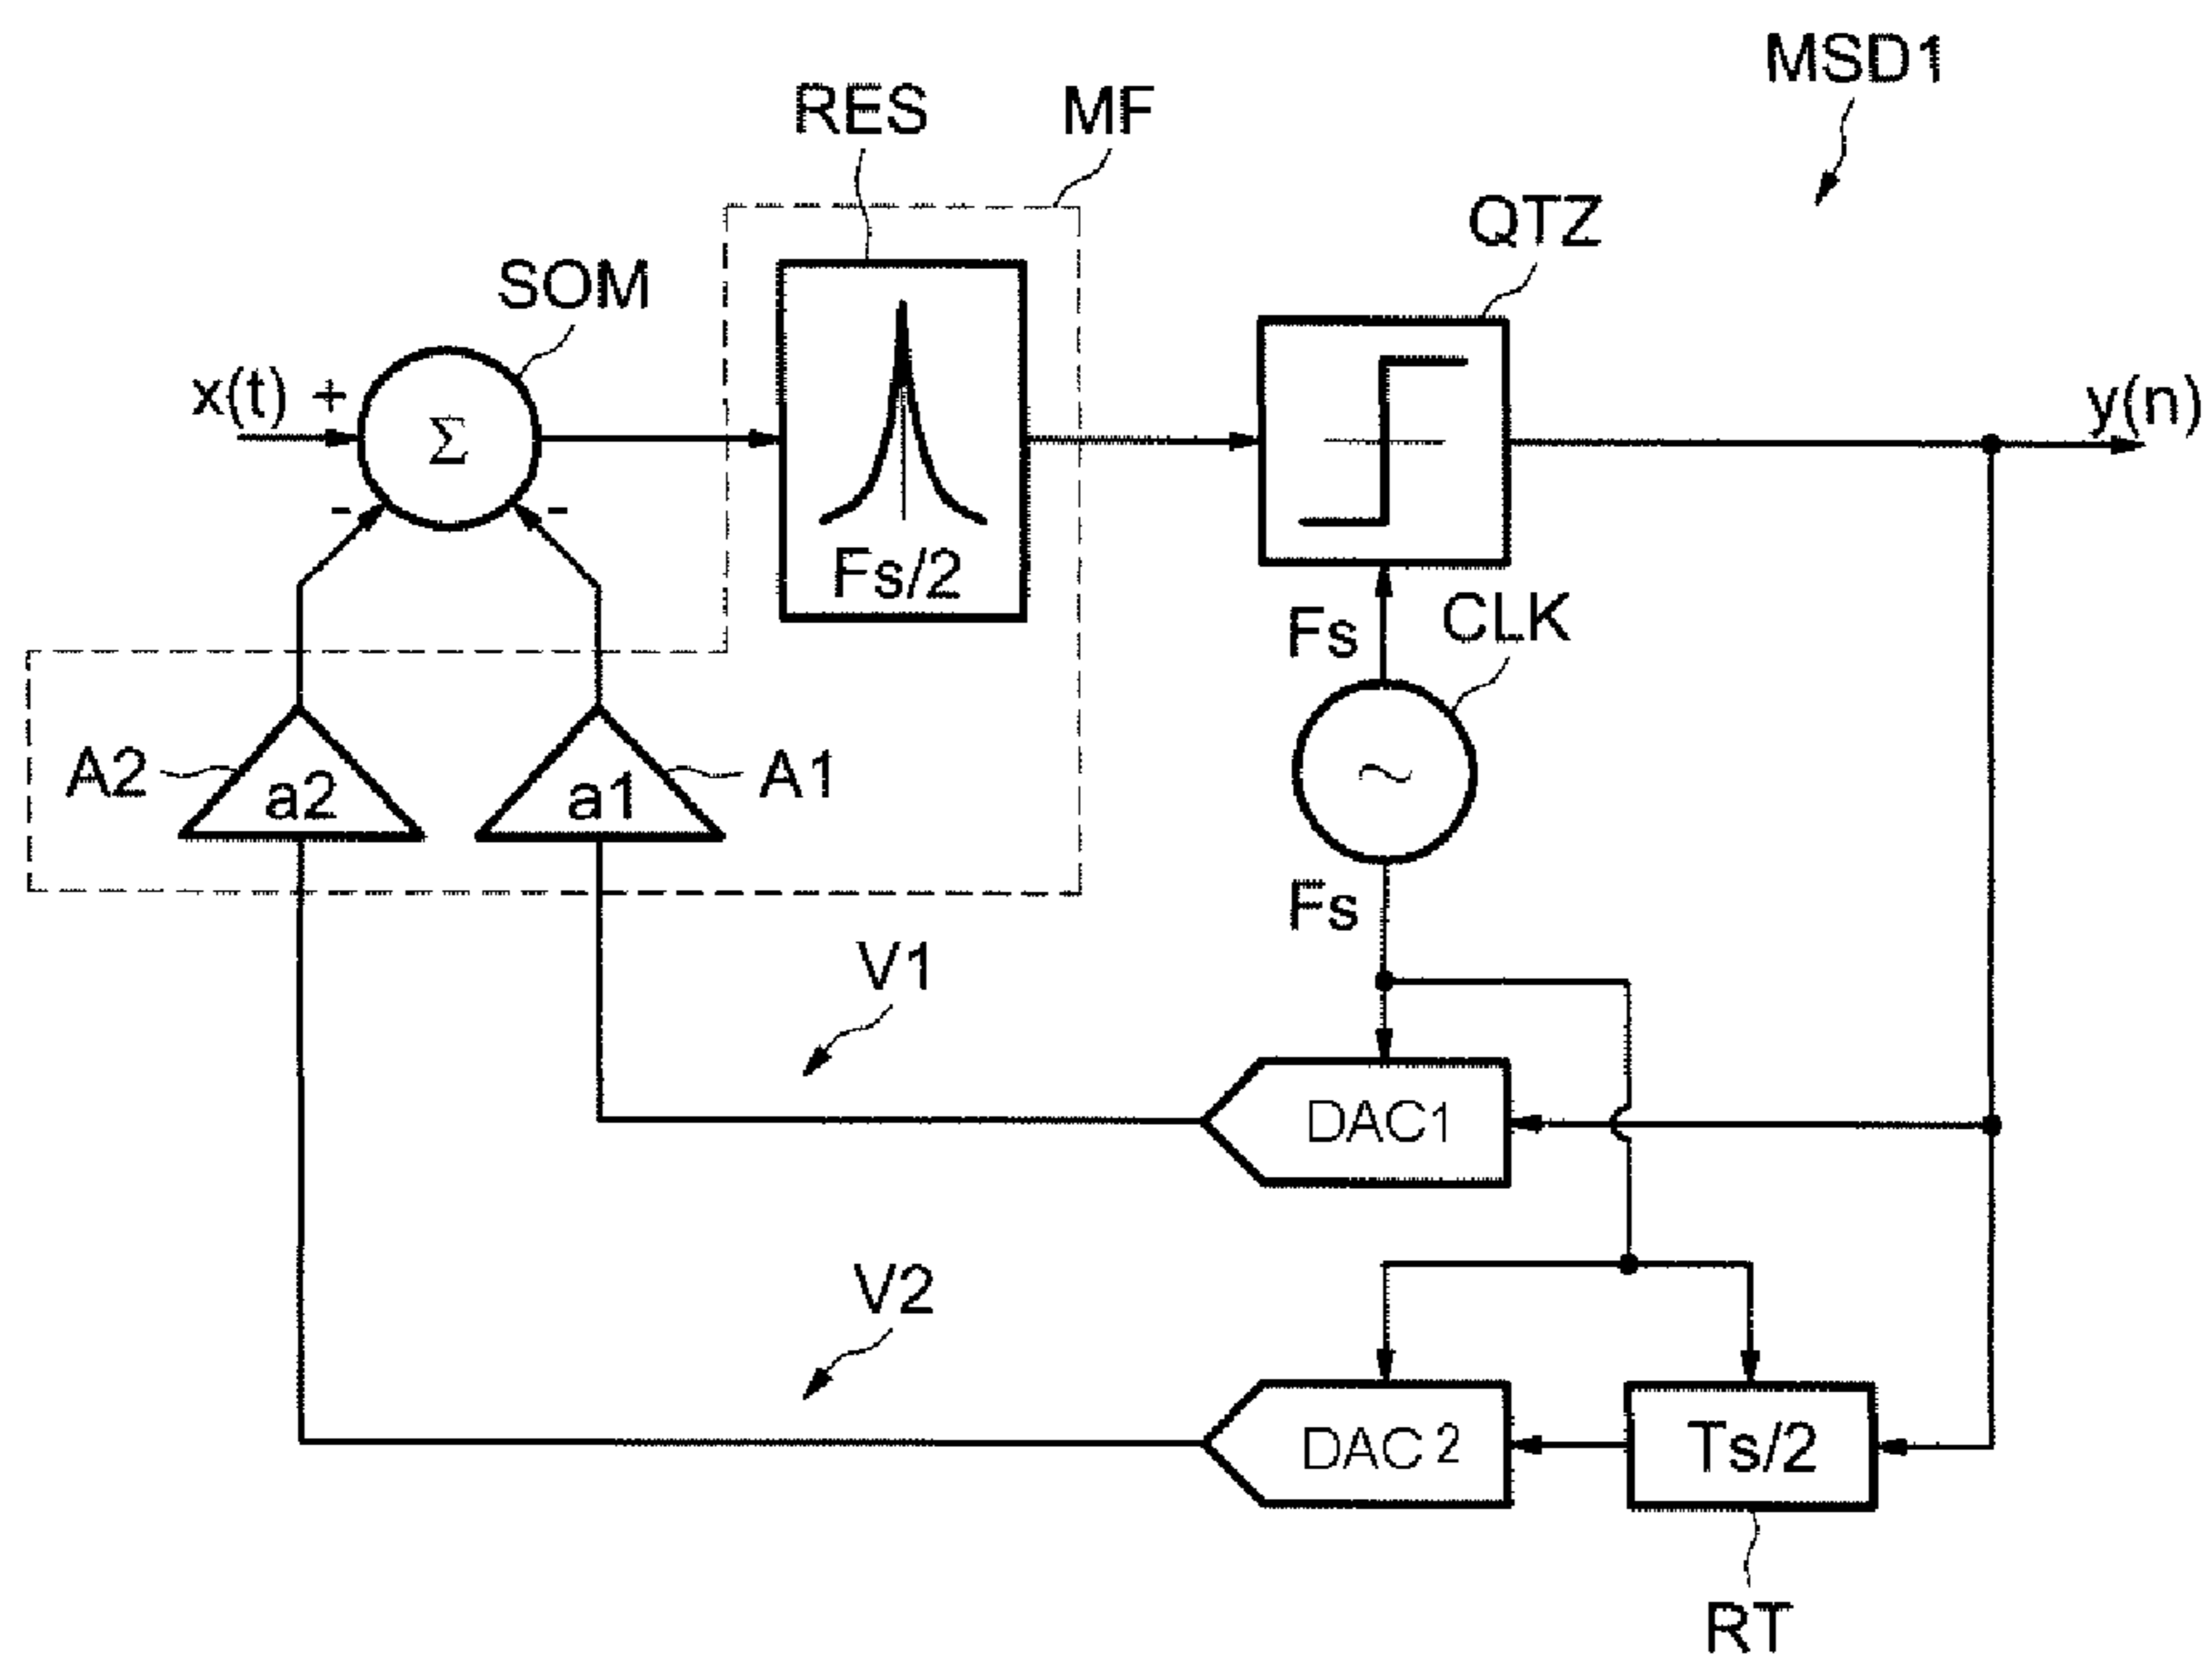 MSD1
RES
MF
QTZ
SOM
x(t) +
Σ
y(n)
- -
Fs/2
Fs
CLK
~
A2
a2
a1
A1
Fs
V1
DAC1
V2
DAC 2
Ts/2
RT